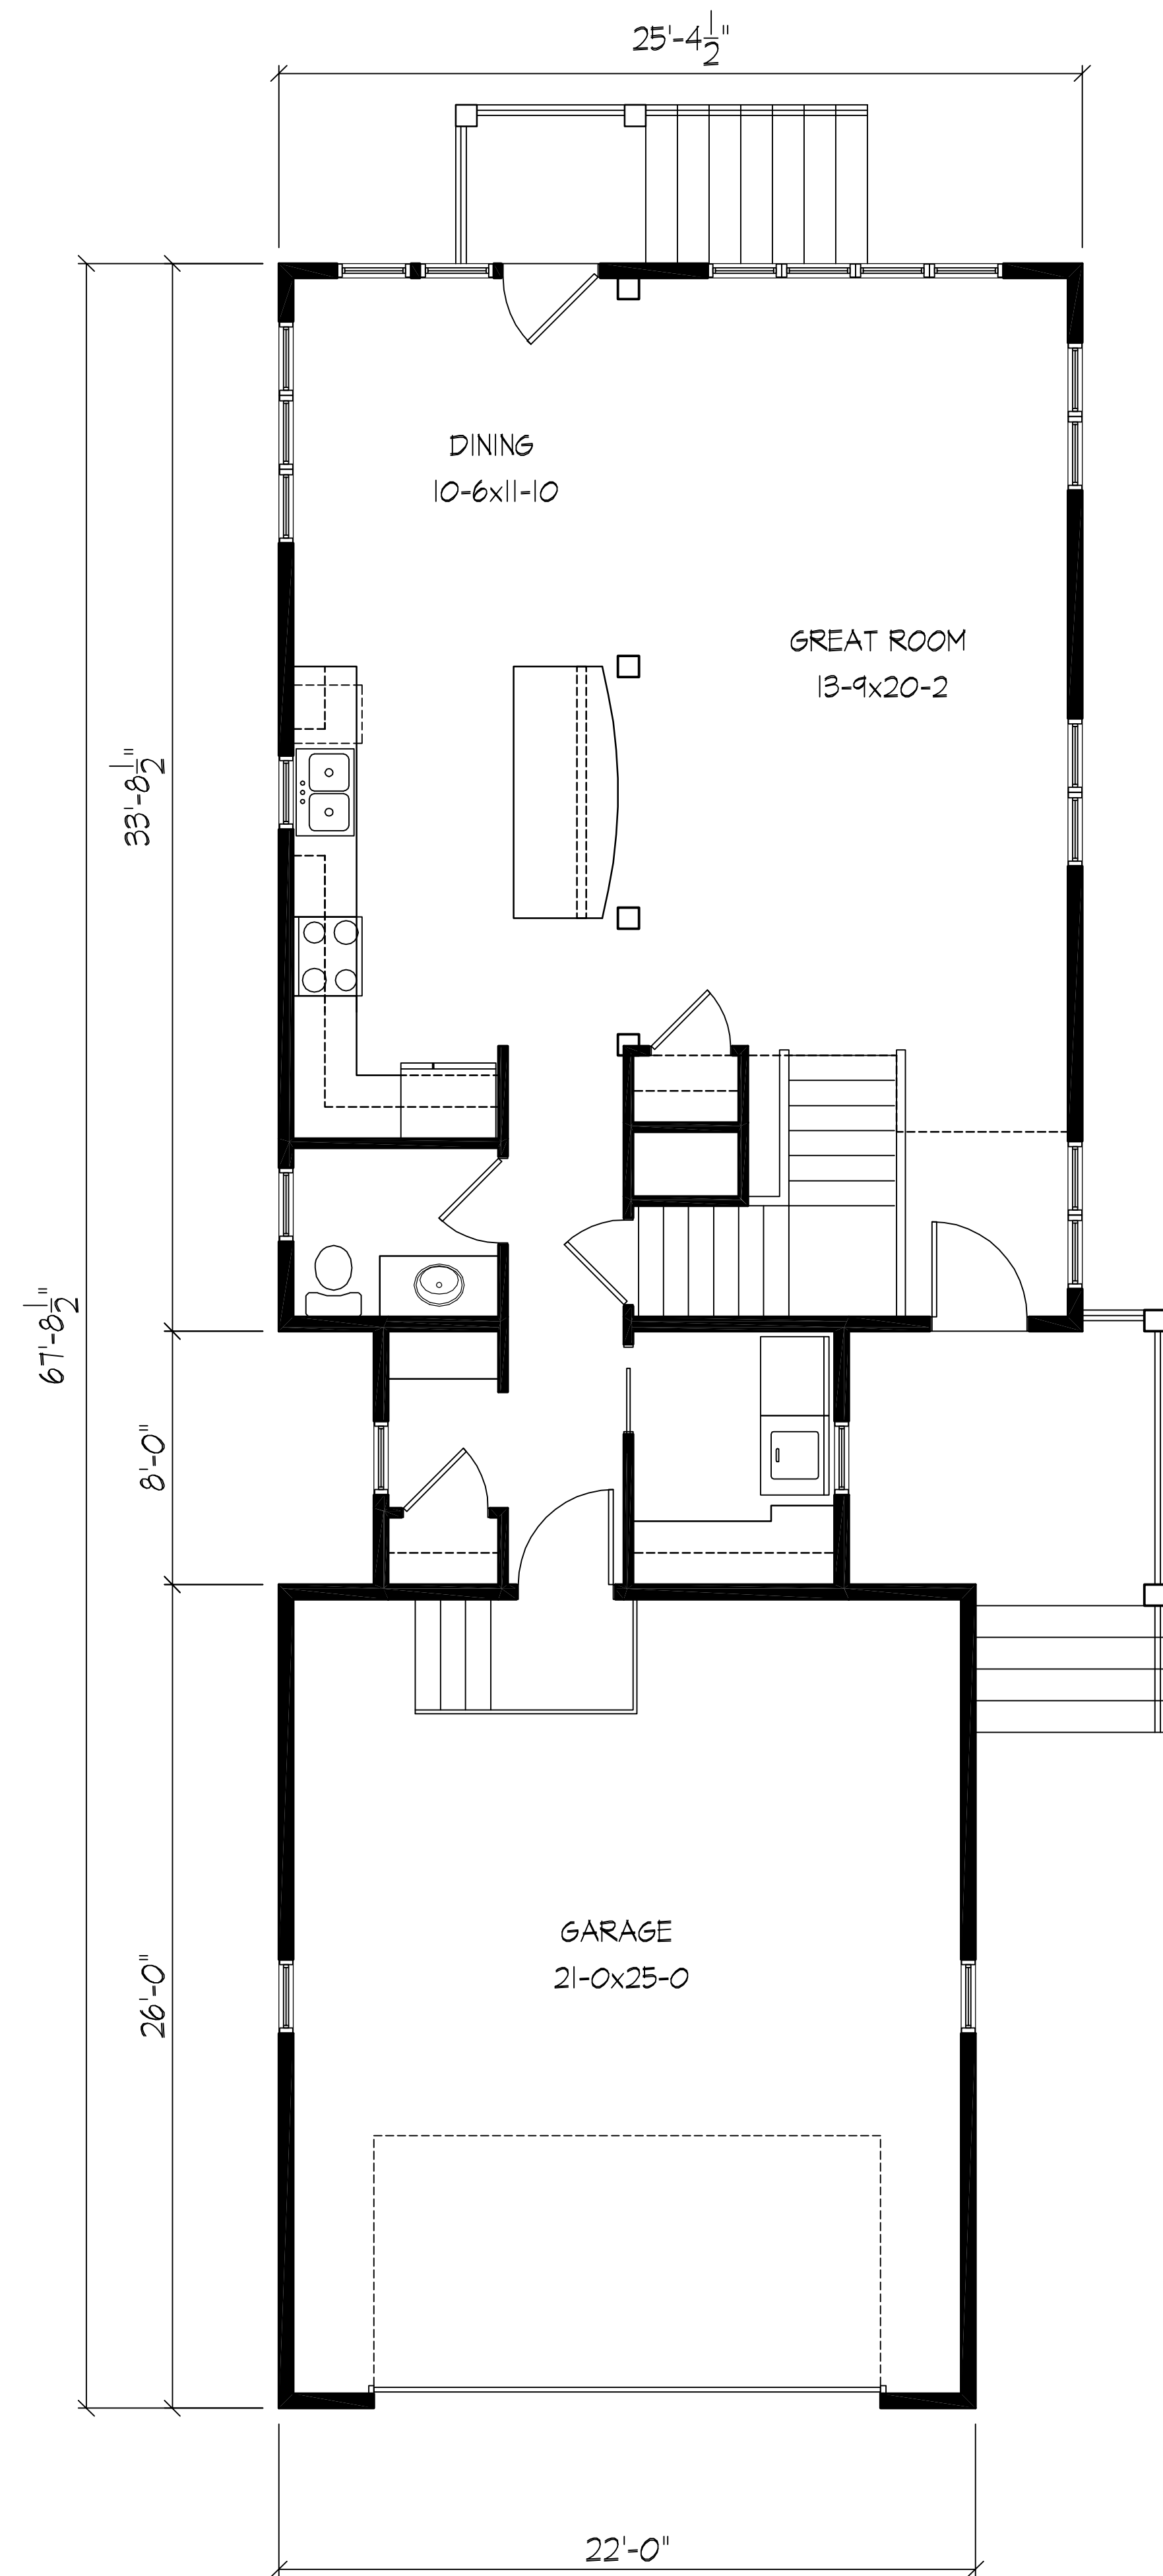 25'-4 1/2"
DINING
10-6x11-10
GREAT ROOM
13-9x20-2
33'-8 1/2"
67'-8 1/2"
8'-0"
GARAGE
21-0x25-0
26'-0"
22'-0"